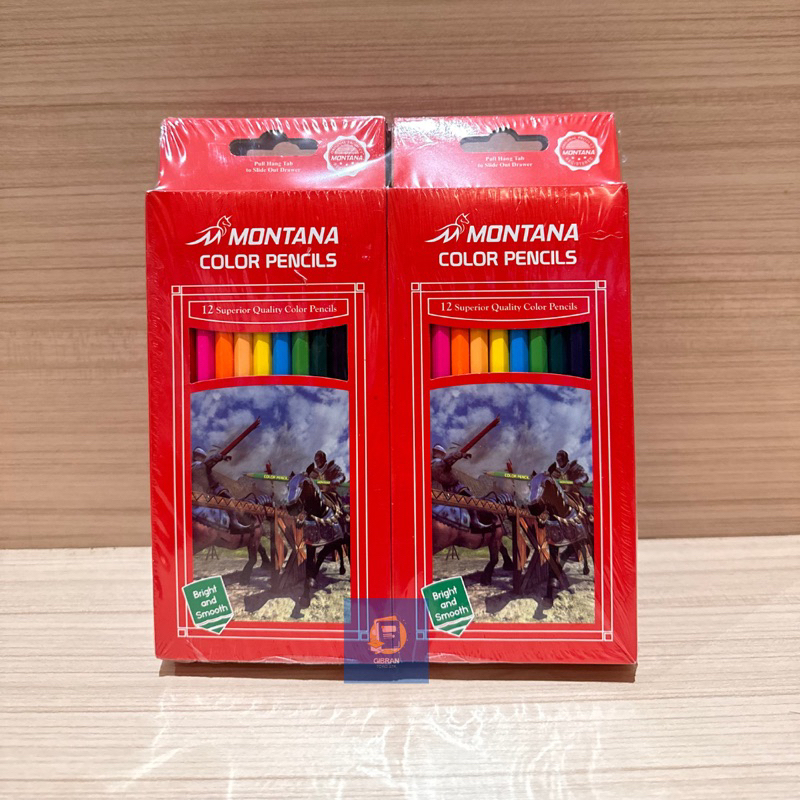 Pull Hang Tab
to Slide Out Drawer
MONTANA
MONTANA
COLOR PENCILS
12 Superior Quality Color Pencils
COLOR PENCIL
Bright
and
Smooth
Pull Hang Tab
to Slide Out Drawer
MONTANA
MONTANA
COLOR PENCILS
12 Superior Quality Color Pencils
COLOR PENCIL
Bright
and
Smooth
GIBRAN